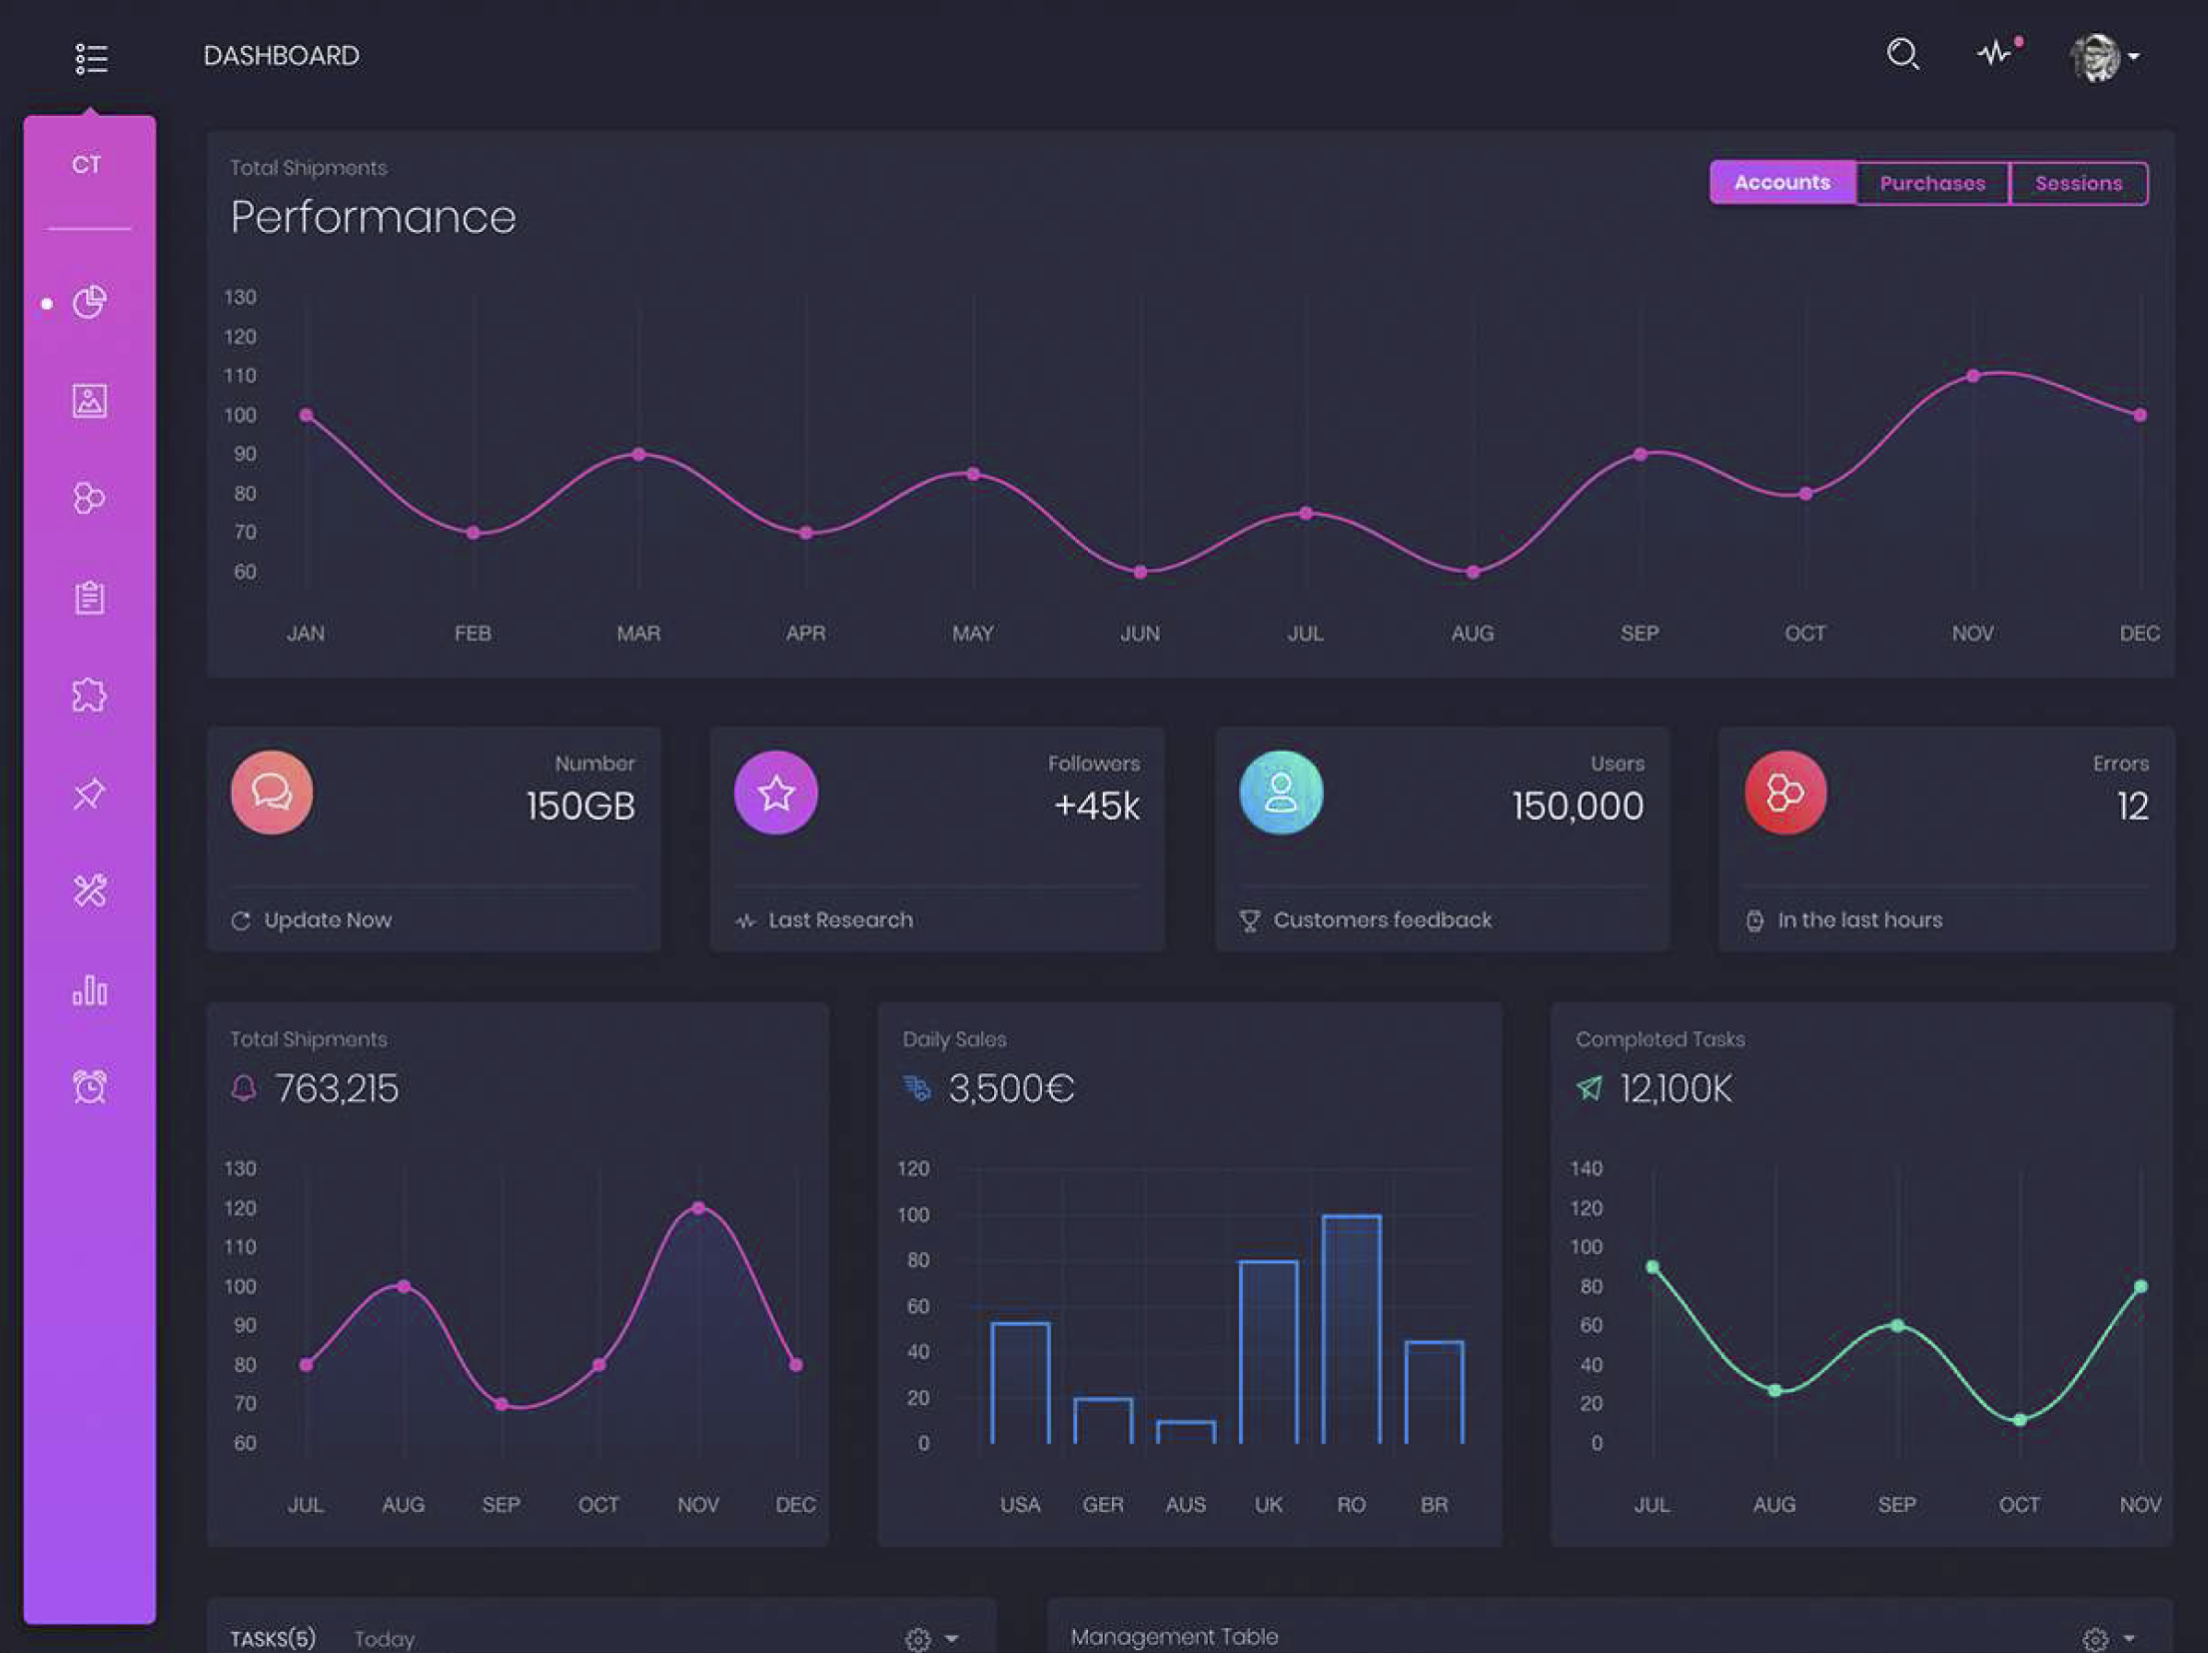 DASHBOARD
CT
Total Shipments
Performance
Accounts
Purchases
Sessions
130
120
110
100
90
80
70
60
JAN FEB MAR APR MAY JUN JUL AUG SEP OCT NOV DEC
Number
150GB
Update Now
Followers
+45k
Last Research
Users
150,000
Customers feedback
Errors
12
In the last hours
Total Shipments
763,215
130
120
110
100
90
80
70
60
JUL AUG SEP OCT NOV DEC
Daily Sales
3,500€
120
100
80
60
40
20
0
USA GER AUS UK RO BR
Completed Tasks
12,100K
140
120
100
80
60
40
20
0
JUL AUG SEP OCT NOV
TASKS(5) Today
Management Table